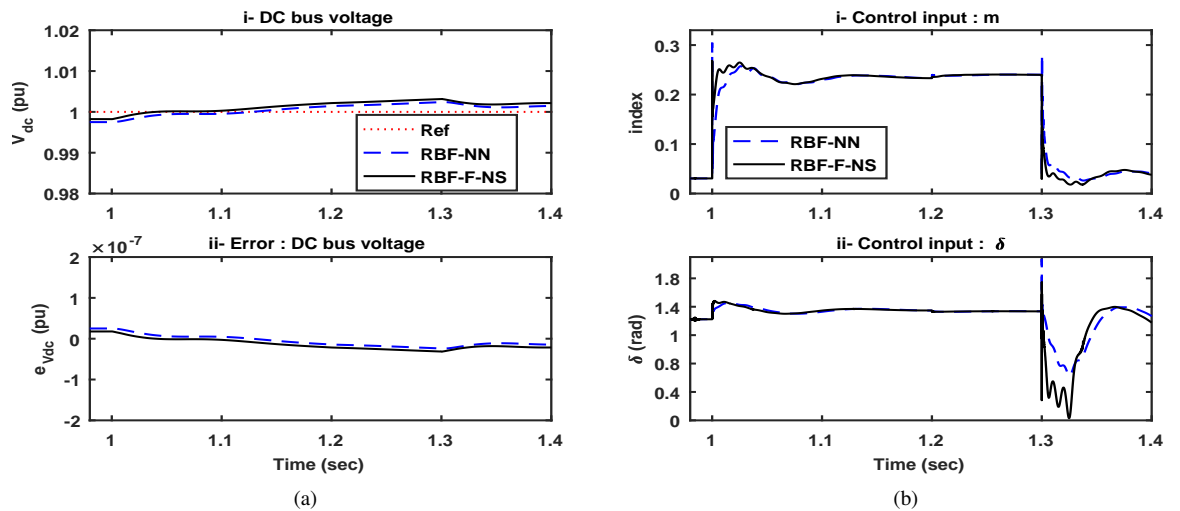 i- DC bus voltage
1.02
1.01
1
0.99
0.98
V_dc (pu)
Ref
RBF-NN
RBF-F-NS
1 1.1 1.2 1.3 1.4
ii- Error : DC bus voltage
×10^-7
2
1
0
-1
-2
e_Vdc (pu)
1 1.1 1.2 1.3 1.4
Time (sec)
(a)
i- Control input : m
0.3
0.2
0.1
0
index
RBF-NN
RBF-F-NS
1 1.1 1.2 1.3 1.4
ii- Control input : δ
1.8
1.4
1
0.8
0.4
0
δ (rad)
1 1.1 1.2 1.3 1.4
Time (sec)
(b)